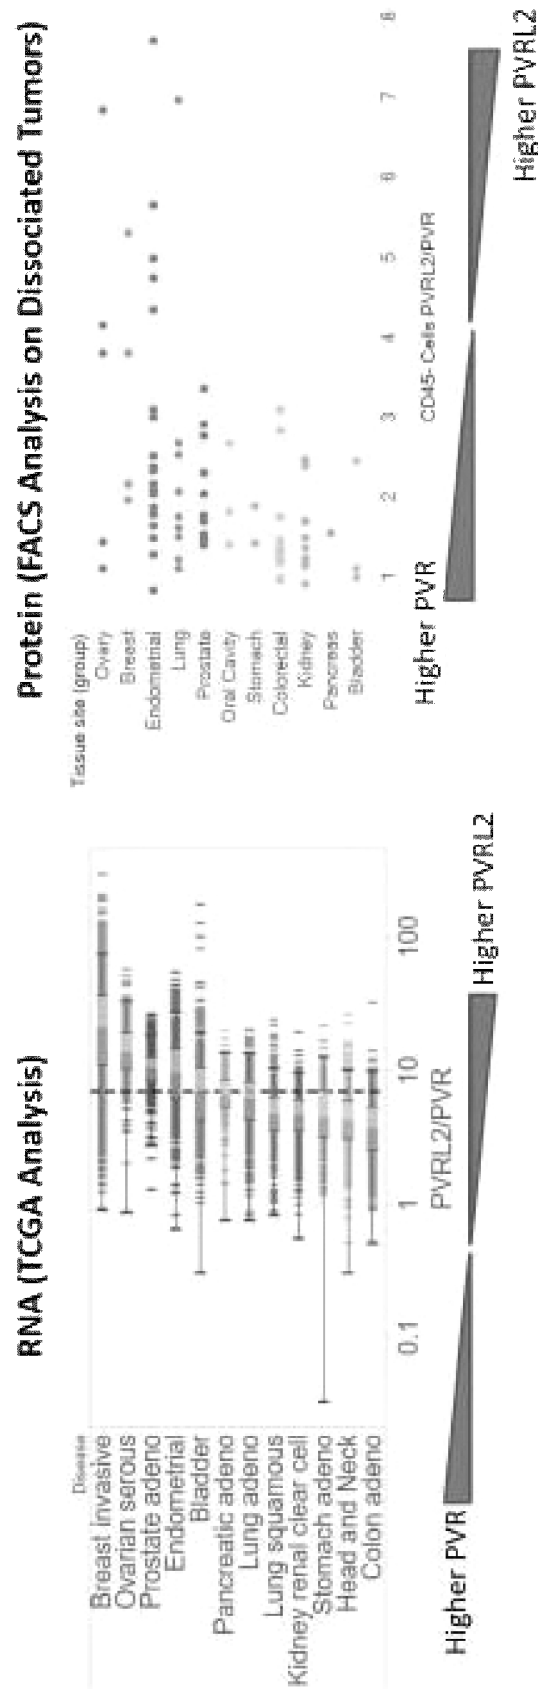 RNA (TCGA Analysis)
Disease
Breast Invasive
Ovarian serous
Prostate adeno
Endometrial
Bladder
Pancreatic adeno
Lung adeno
Lung squamous
Kidney renal clear cell
Stomach adeno
Head and Neck
Colon adeno
0.1 1 10 100
PVRL2/PVR
Higher PVR
Higher PVRL2
Protein (FACS Analysis on Dissociated Tumors)
Tissue site (group)
Ovary
Breast
Endometrial
Lung
Prostate
Oral Cavity
Stomach
Colorectal
Kidney
Pancreas
Bladder
1 2 3 4 5 6 7 8
CD45- Cells PVRL2/PVR
Higher PVR
Higher PVRL2